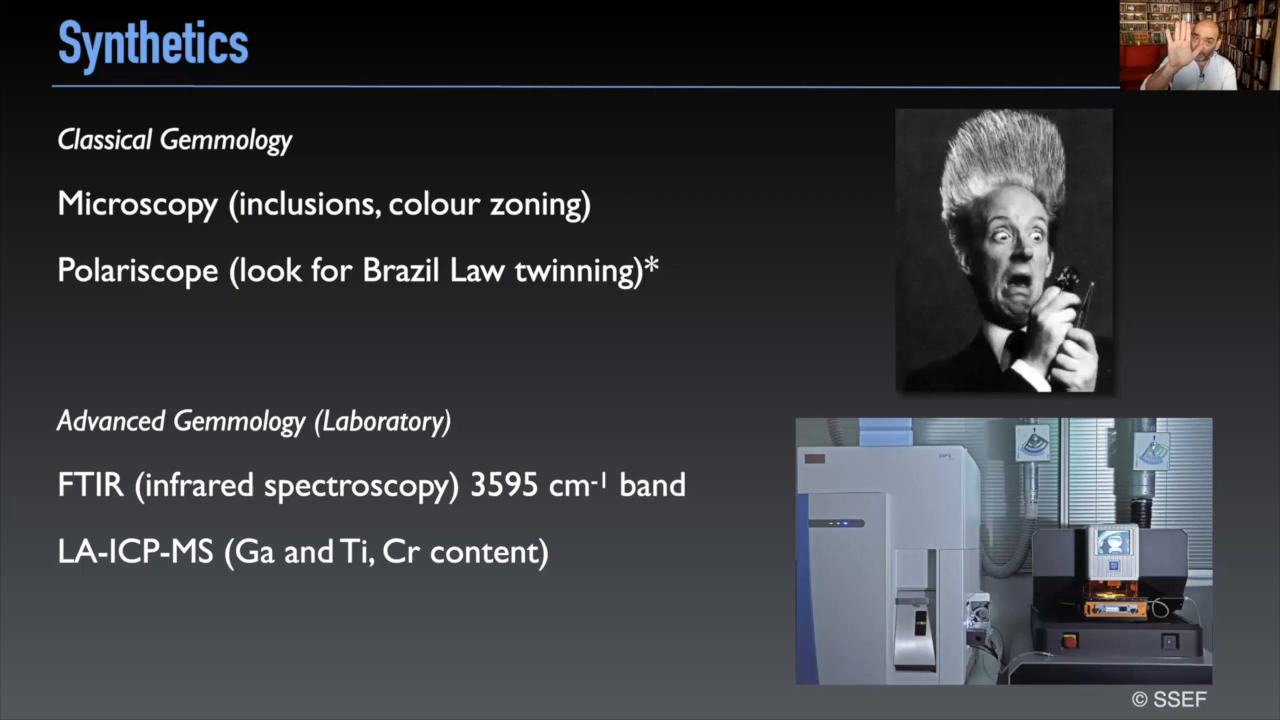 Synthetics
Classical Gemmology
Microscopy (inclusions, colour zoning)
Polariscope (look for Brazil Law twinning)*
Advanced Gemmology (Laboratory)
FTIR (infrared spectroscopy) 3595 cm-¹ band
LA-ICP-MS (Ga and Ti, Cr content)
© SSEF